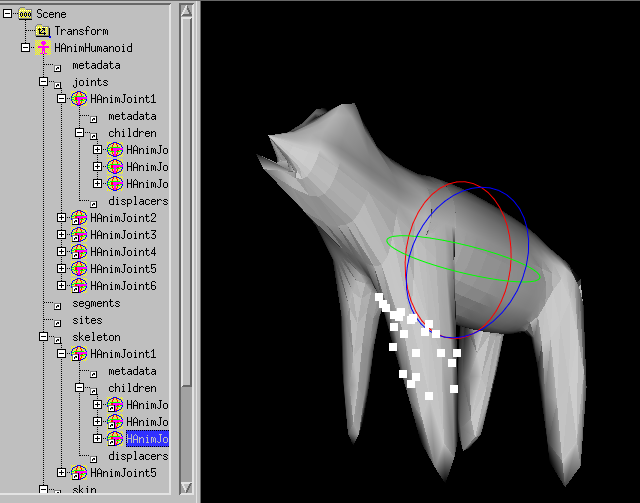 Scene
Transform
HAnimHumanoid
metadata
joints
HAnimJoint1
metadata
children
HAnimJo
HAnimJo
HAnimJo
displacers
HAnimJoint2
HAnimJoint3
HAnimJoint4
HAnimJoint5
HAnimJoint6
segments
sites
skeleton
HAnimJoint1
metadata
children
HAnimJo
HAnimJo
HAnimJo
displacers
HAnimJoint5
skin